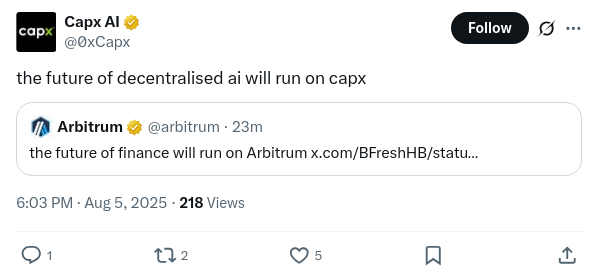 capx
Capx AI
@0xCapx
Follow
the future of decentralised ai will run on capx
Arbitrum @arbitrum · 23m
the future of finance will run on Arbitrum x.com/BFreshHB/statu...
6:03 PM · Aug 5, 2025 · 218 Views
1 2 5